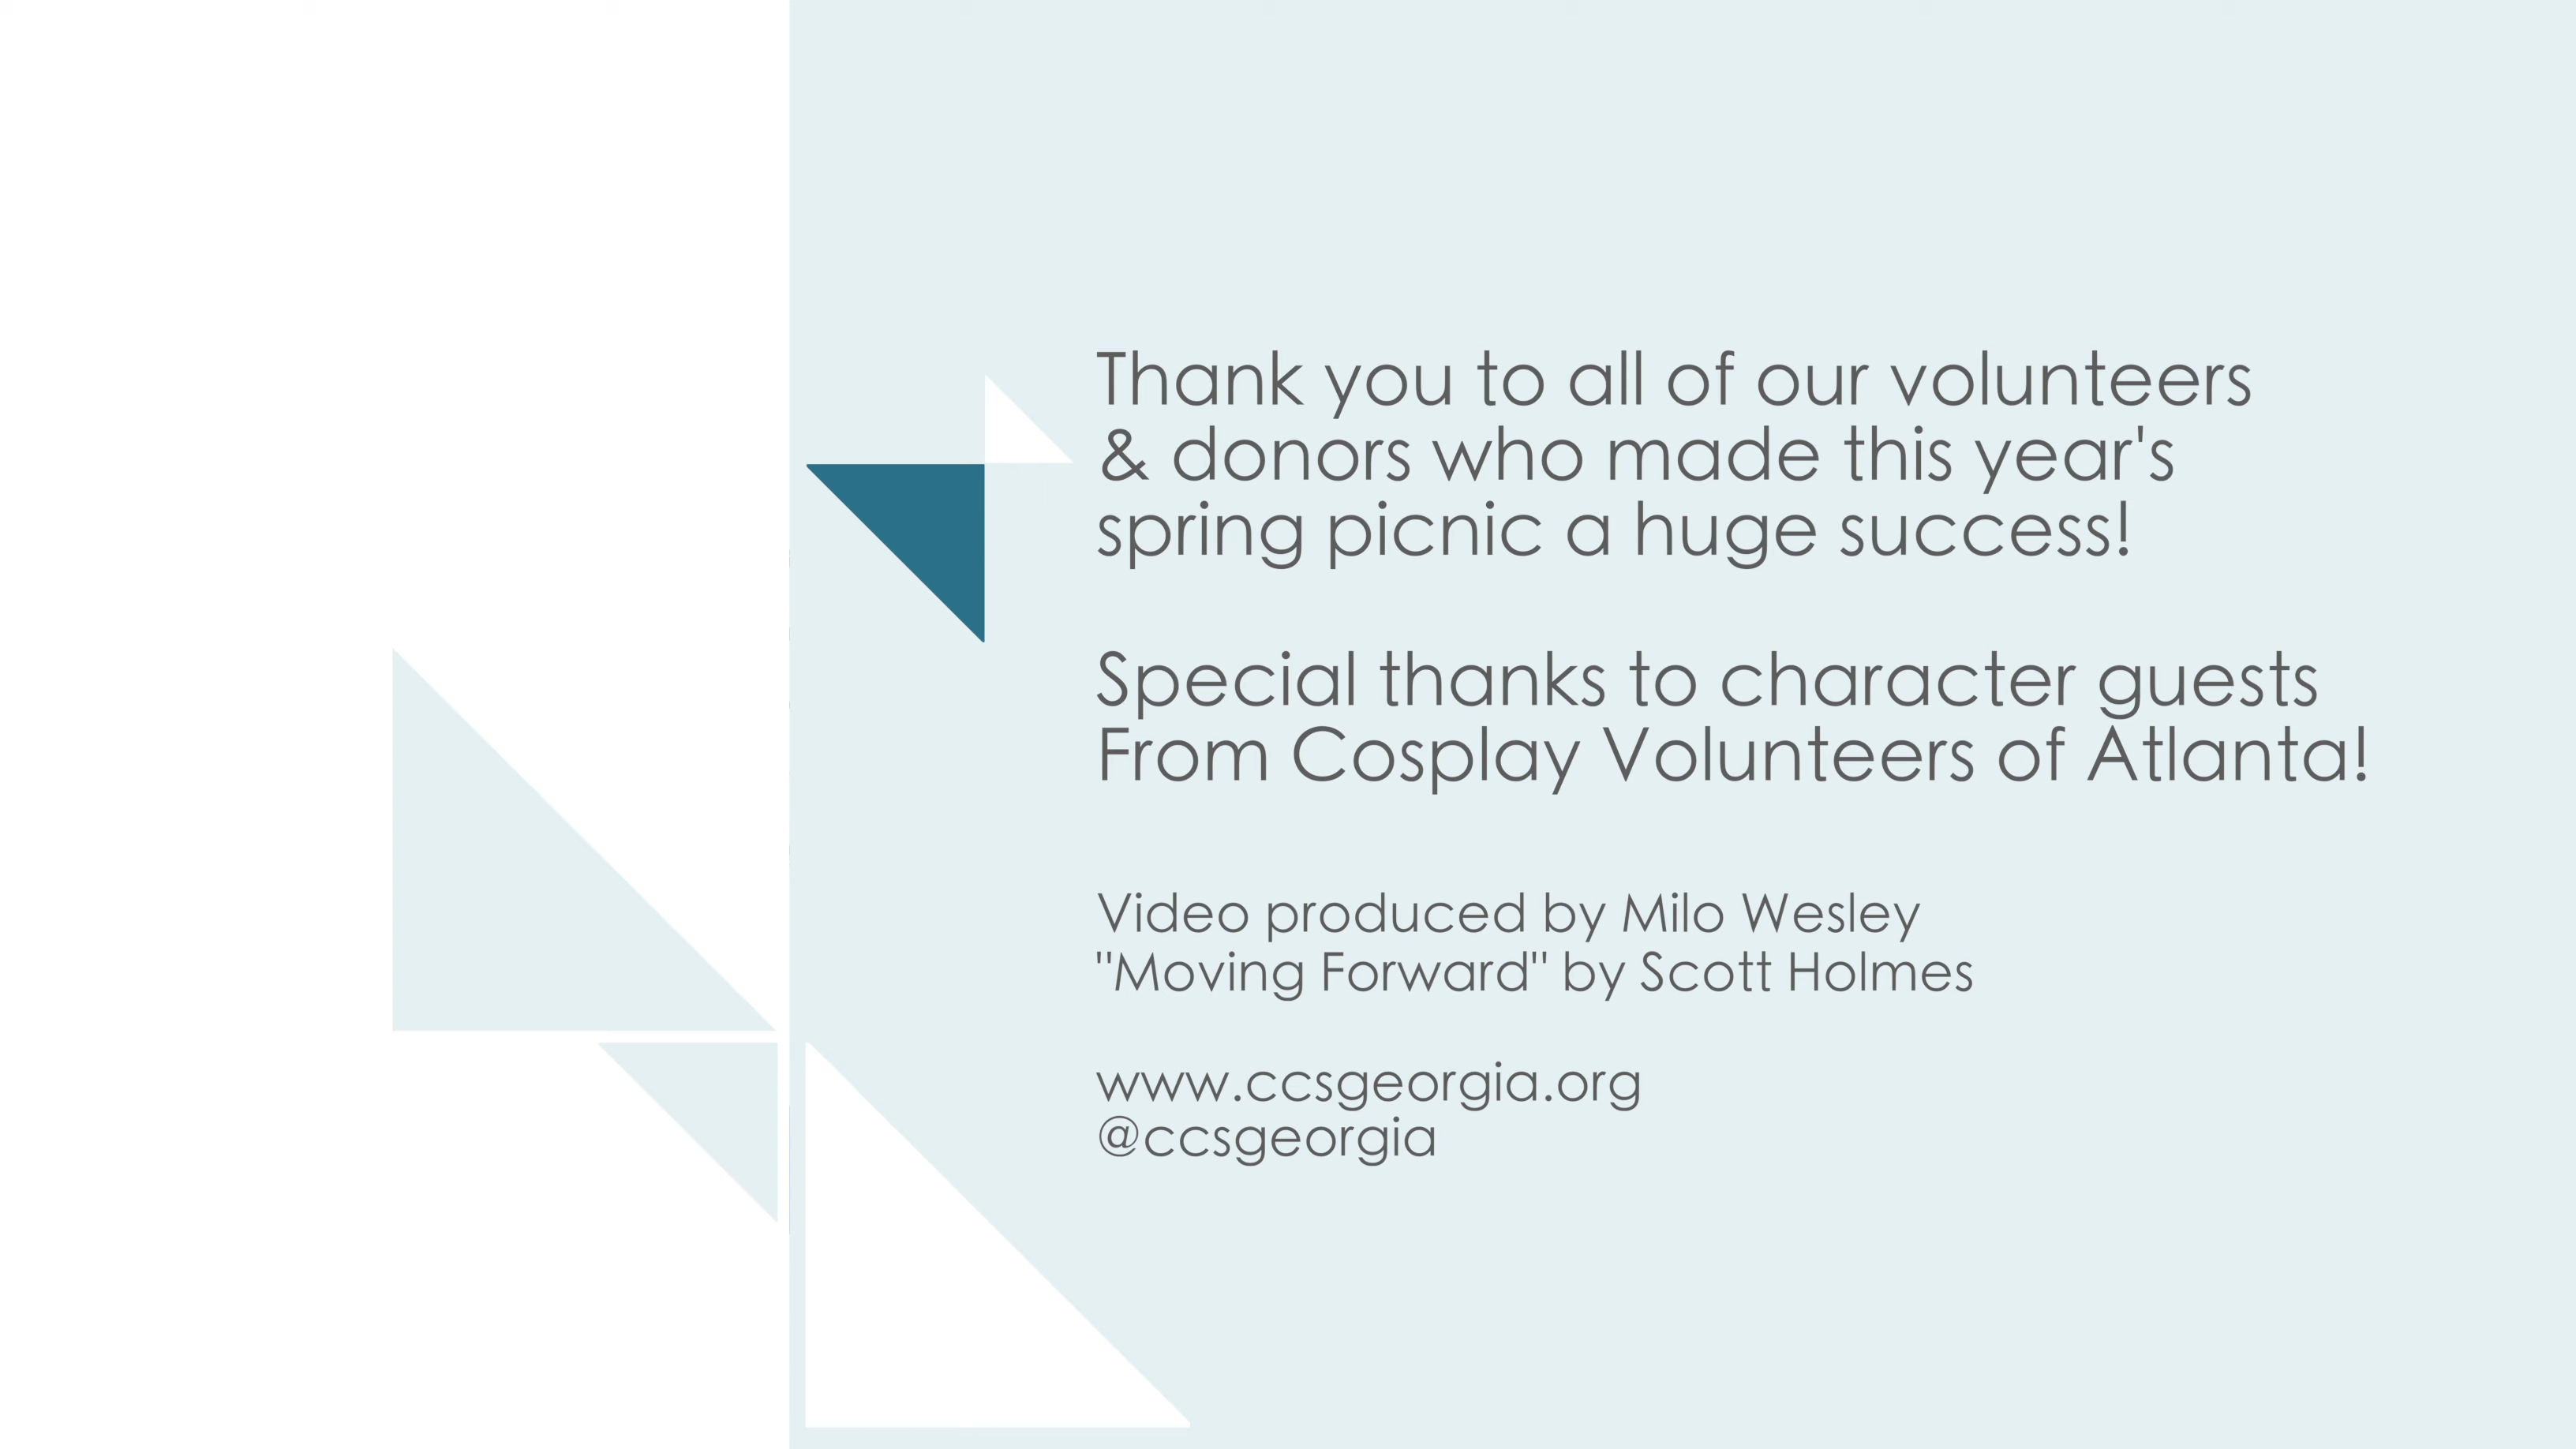 Thank you to all of our volunteers
& donors who made this year's
spring picnic a huge success!
Special thanks to character guests
From Cosplay Volunteers of Atlanta!
Video produced by Milo Wesley
"Moving Forward" by Scott Holmes
www.ccsgeorgia.org
@ccsgeorgia